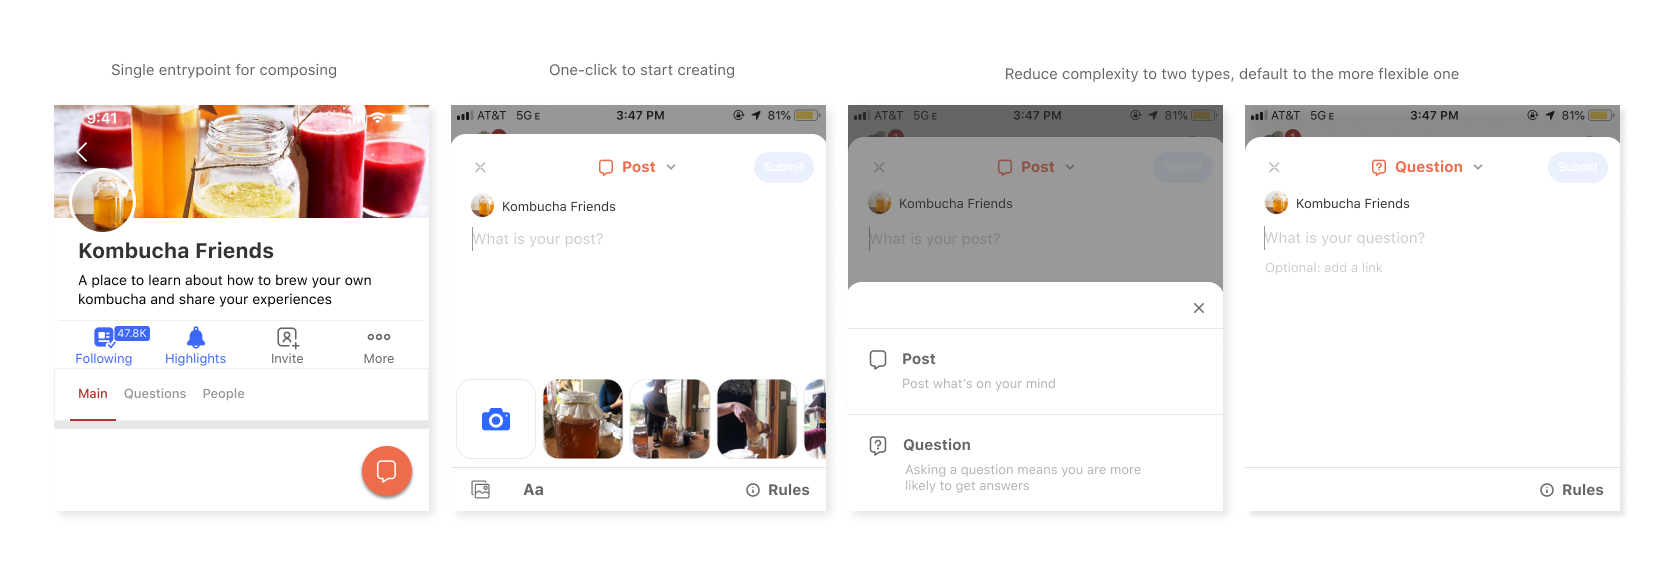 Single entrypoint for composing
One-click to start creating
Reduce complexity to two types, default to the more flexible one
9:41
Kombucha Friends
A place to learn about how to brew your own
kombucha and share your experiences
47.8K
Following
Highlights
Invite
More
Main
Questions
People
AT&T 5G E 3:47 PM 81%
Post
Submit
Kombucha Friends
What is your post?
Aa
Rules
AT&T 5G E 3:47 PM 81%
Post
Submit
Kombucha Friends
What is your post?
Post
Post what's on your mind
Question
Asking a question means you are more
likely to get answers
AT&T 5G E 3:47 PM 81%
Question
Submit
Kombucha Friends
What is your question?
Optional: add a link
Rules